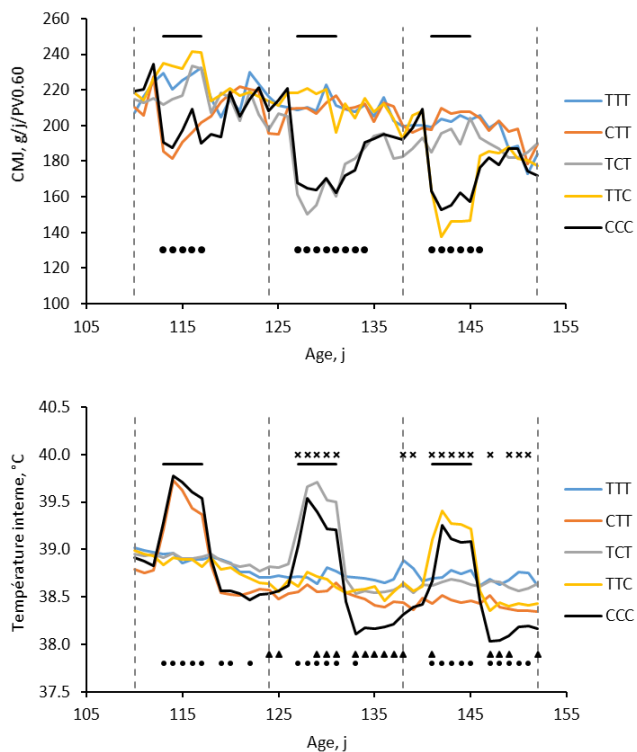 CMJ, g/j/PV0.60
260
240
220
200
180
160
140
120
100
105
115
125
135
145
155
Age, j
TTT
CTT
TCT
TTC
CCC
Température interne, °C
40.5
40.0
39.5
39.0
38.5
38.0
37.5
105
115
125
135
145
155
Age, j
TTT
CTT
TCT
TTC
CCC